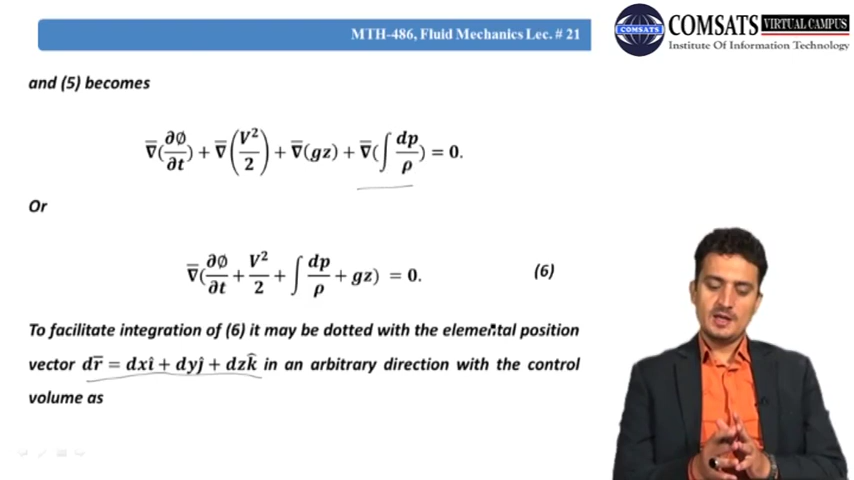 MTH-486, Fluid Mechanics Lec. # 21
COMSATS VIRTUAL CAMPUS
Institute Of Information Technology
COMSATS
and (5) becomes
∇̅(∂∅/∂t) + ∇̅(V²/2) + ∇̅(gz) + ∇̅(∫ dp/ρ) = 0.
Or
∇̅(∂∅/∂t + V²/2 + ∫ dp/ρ + gz) = 0. (6)
To facilitate integration of (6) it may be dotted with the elemental position
vector dr̅ = dxî + dyĵ + dzk̂ in an arbitrary direction with the control
volume as